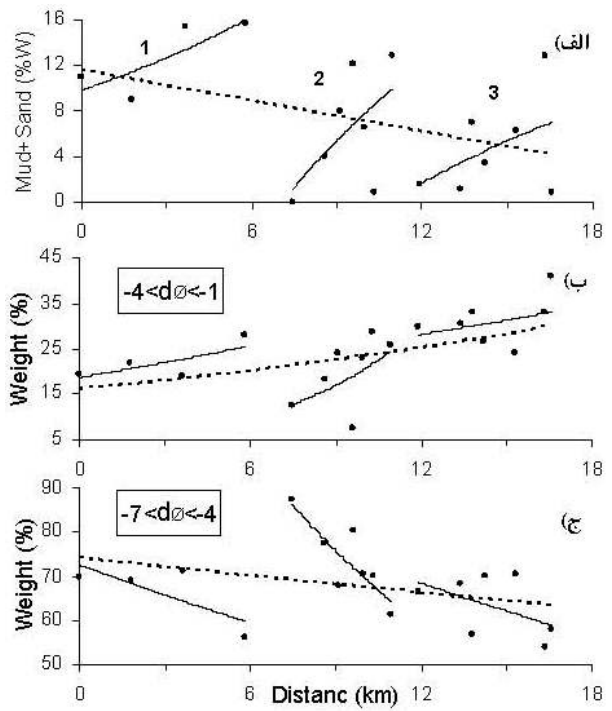 16
12
8
4
0
Mud+ Sand (%W)
1
2
3
الف)
0 6 12 18
45
35
25
15
5
Weight (%)
-4<dø<-1
ب)
0 6 12 18
90
80
70
60
50
Weight (%)
-7<dø<-4
ج)
0 6 12 18
Distanc (km)